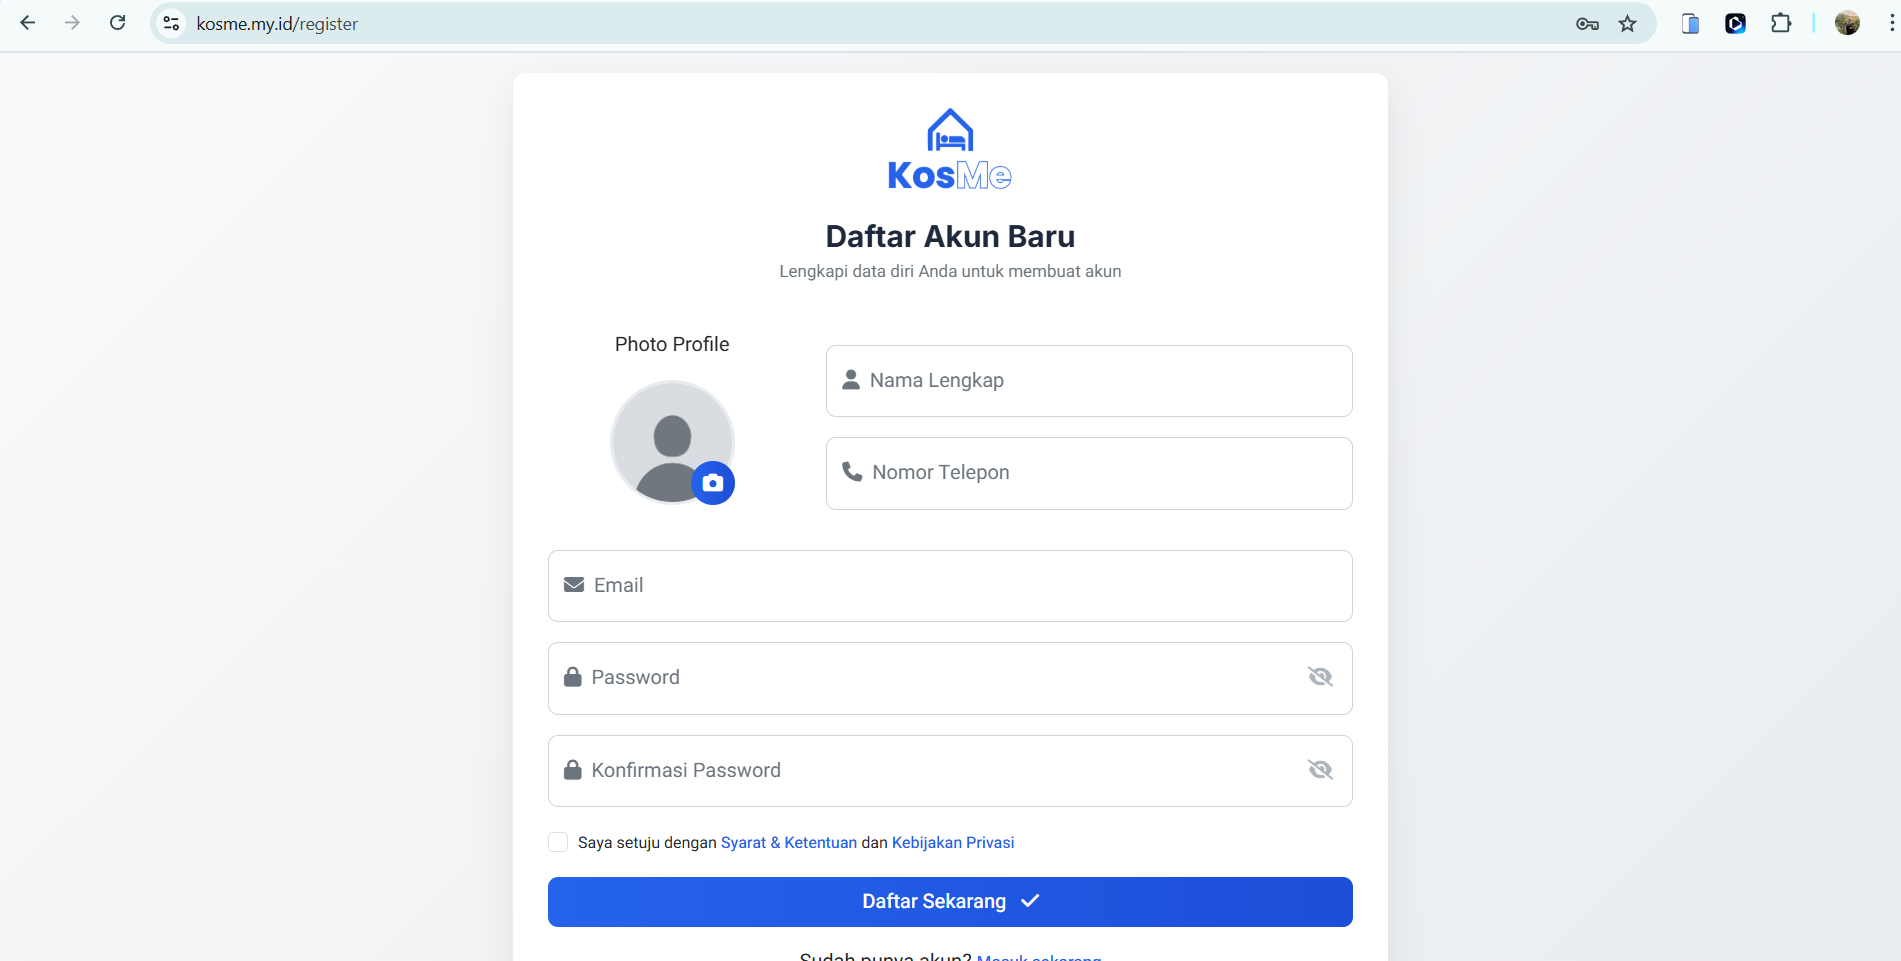 kosme.my.id/register
KosMe
Daftar Akun Baru
Lengkapi data diri Anda untuk membuat akun
Photo Profile
Nama Lengkap
Nomor Telepon
Email
Password
Konfirmasi Password
Saya setuju dengan Syarat & Ketentuan dan Kebijakan Privasi
Daftar Sekarang
Sudah punya akun? Masuk sekarang